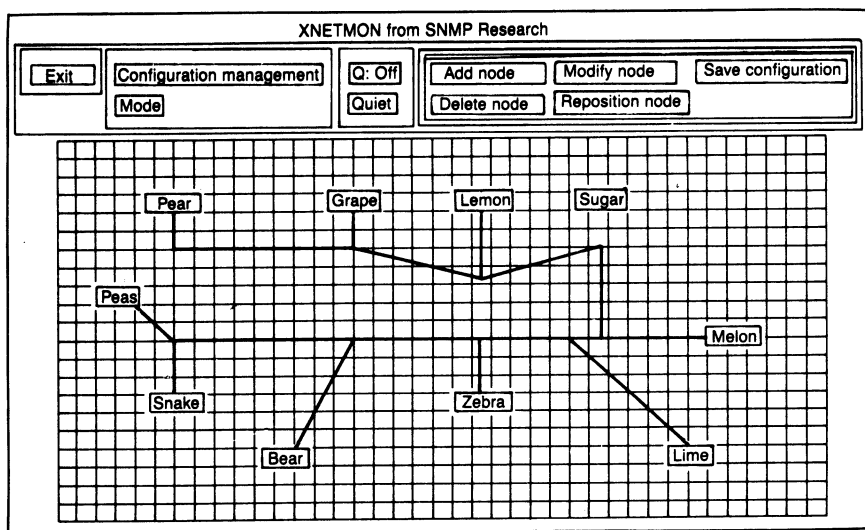 XNETMON from SNMP Research
Exit
Configuration management
Q: Off
Add node
Modify node
Save configuration
Mode
Quiet
Delete node
Reposition node
Pear
Grape
Lemon
Sugar
Peas
Melon
Snake
Zebra
Bear
Lime